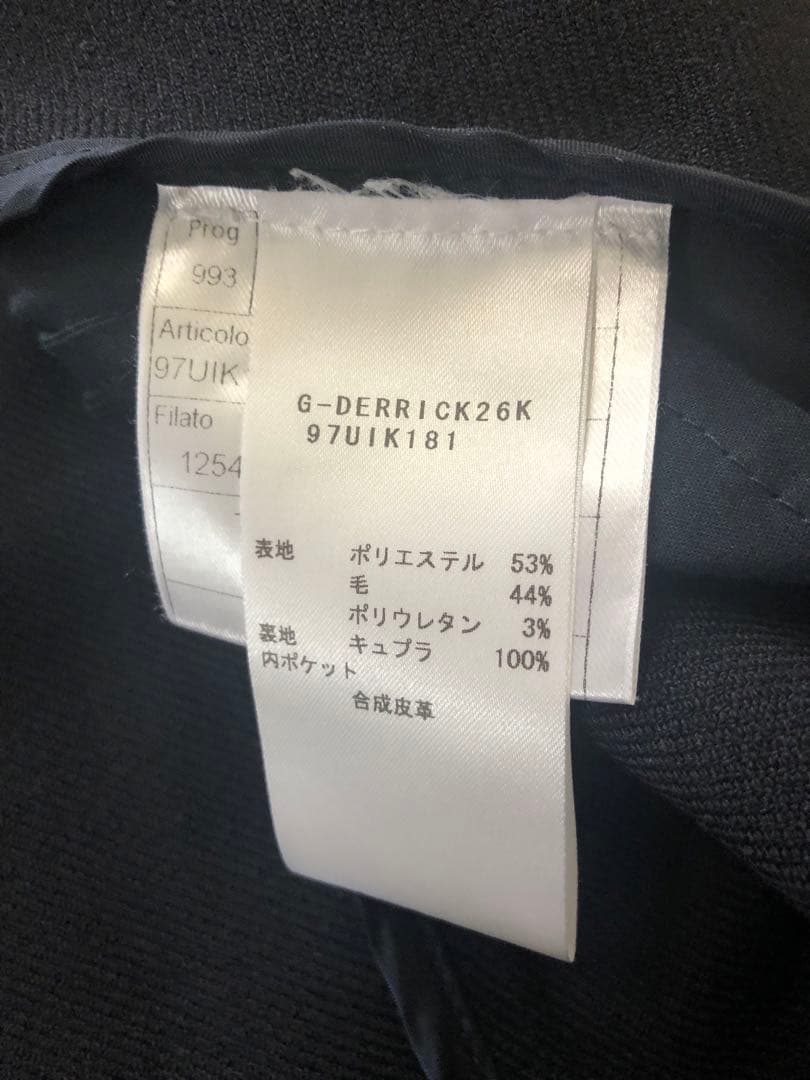 Prog
993
Articolo
97UIK
Filato
1254
G-DERRICK26K
97UIK181
表地 ポリエステル 53%
毛 44%
ポリウレタン 3%
裏地 キュプラ 100%
内ポケット
合成皮革